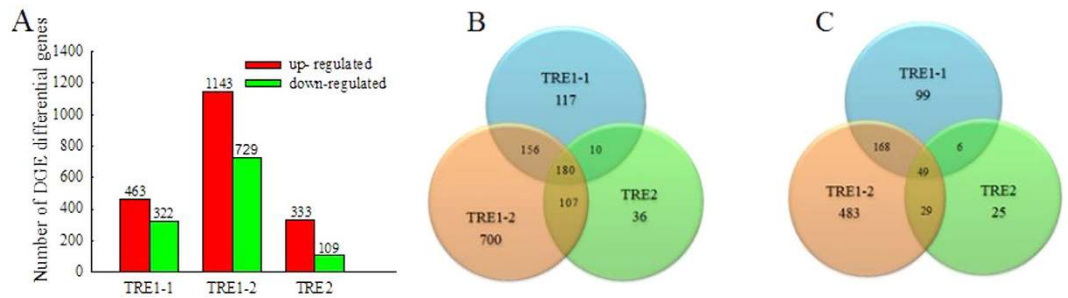 A
Number of DGE differential genes
1400
1200
1000
800
600
400
200
0
up- regulated
down-regulated
463
322
1143
729
333
109
TRE1-1
TRE1-2
TRE2
B
TRE1-1
117
156
10
180
107
TRE1-2
700
TRE2
36
C
TRE1-1
99
168
6
49
29
TRE1-2
483
TRE2
25